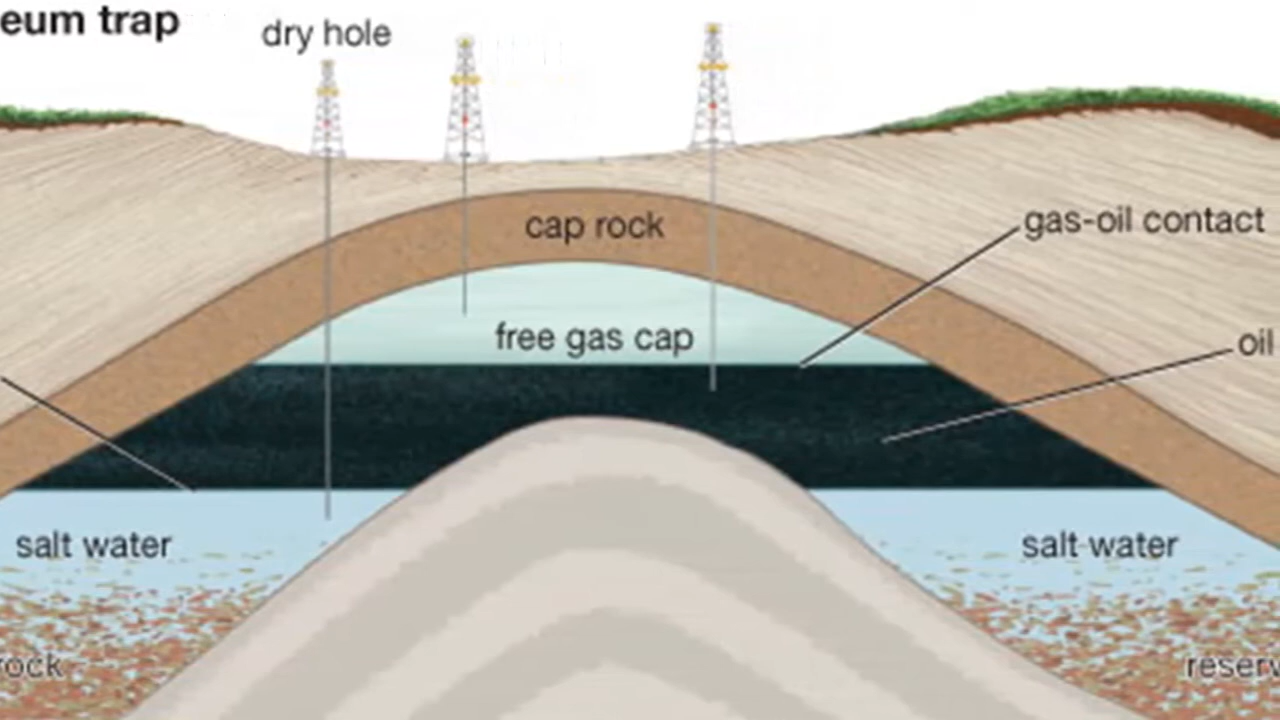 eum trap
dry hole
cap rock
gas-oil contact
free gas cap
oil
salt water
salt water
rock
reserv